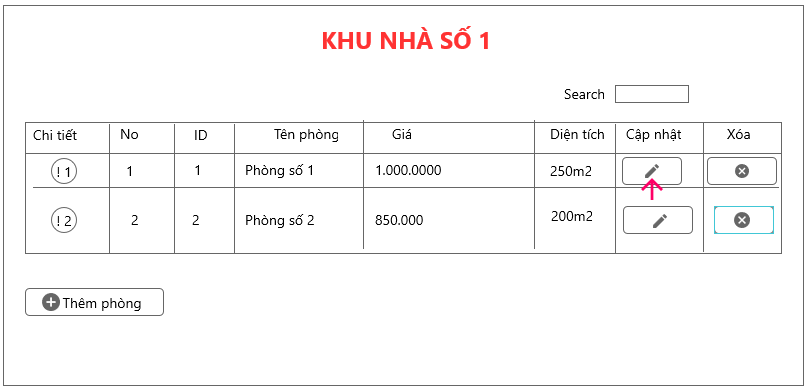 KHU NHÀ SỐ 1
Search
Chi tiết No ID Tên phòng Giá Diện tích Cập nhật Xóa
! 1 1 1 Phòng số 1 1.000.0000 250m2
! 2 2 2 Phòng số 2 850.000 200m2
Thêm phòng